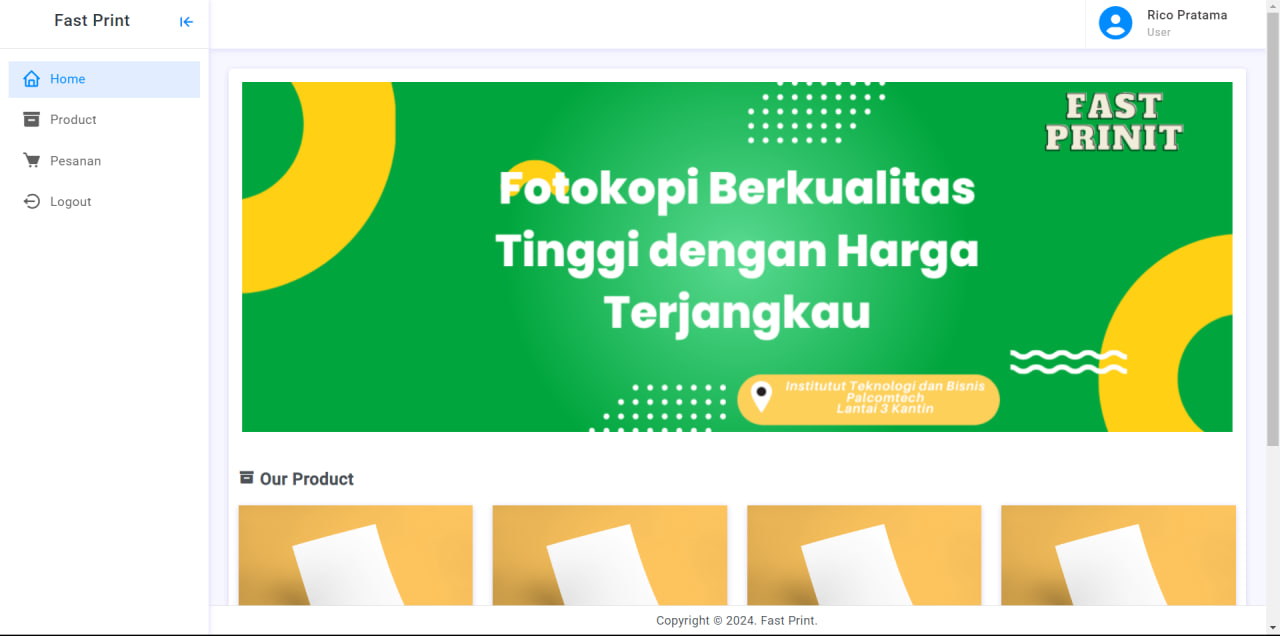 Fast Print
Rico Pratama
User
Home
Product
Pesanan
Logout
FAST
PRINIT
Fotokopi Berkualitas
Tinggi dengan Harga
Terjangkau
Institutut Teknologi dan Bisnis
Palcomtech
Lantai 3 Kantin
Our Product
Copyright © 2024. Fast Print.